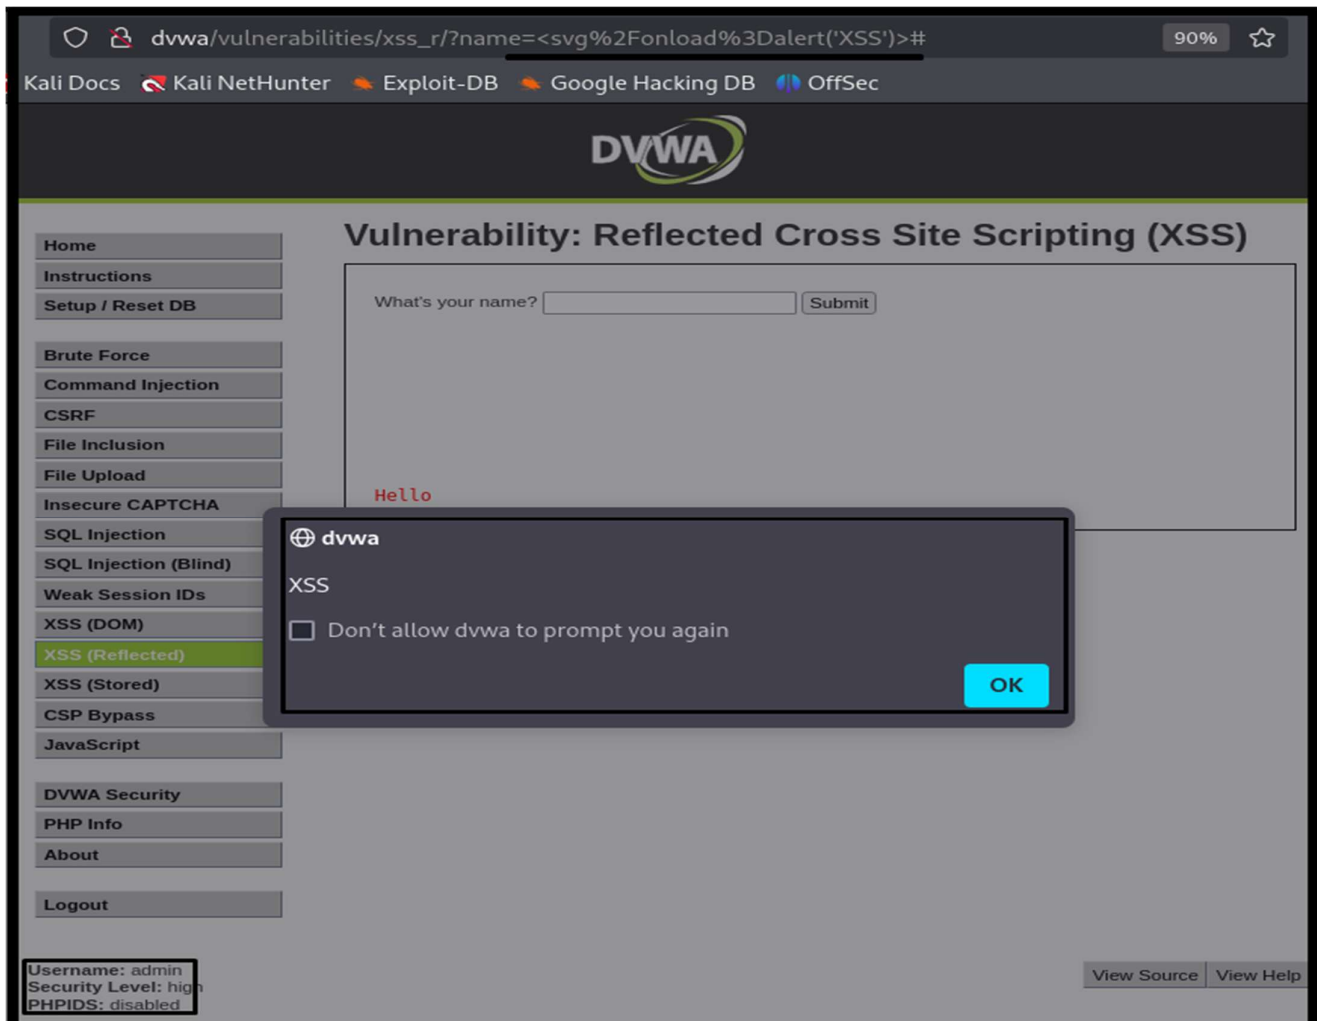 dvwa/vulnerabilities/xss_r/?name=<svg%2Fonload%3Dalert('XSS')>#
90%
Kali Docs Kali NetHunter Exploit-DB Google Hacking DB OffSec
DVWA
Vulnerability: Reflected Cross Site Scripting (XSS)
Home
Instructions
Setup / Reset DB
What's your name? Submit
Brute Force
Command Injection
CSRF
File Inclusion
File Upload
Insecure CAPTCHA
SQL Injection
SQL Injection (Blind)
Weak Session IDs
XSS (DOM)
XSS (Reflected)
XSS (Stored)
CSP Bypass
JavaScript
Hello
dvwa
XSS
Don't allow dvwa to prompt you again
OK
DVWA Security
PHP Info
About
Logout
Username: admin
Security Level: high
PHPIDS: disabled
View Source View Help